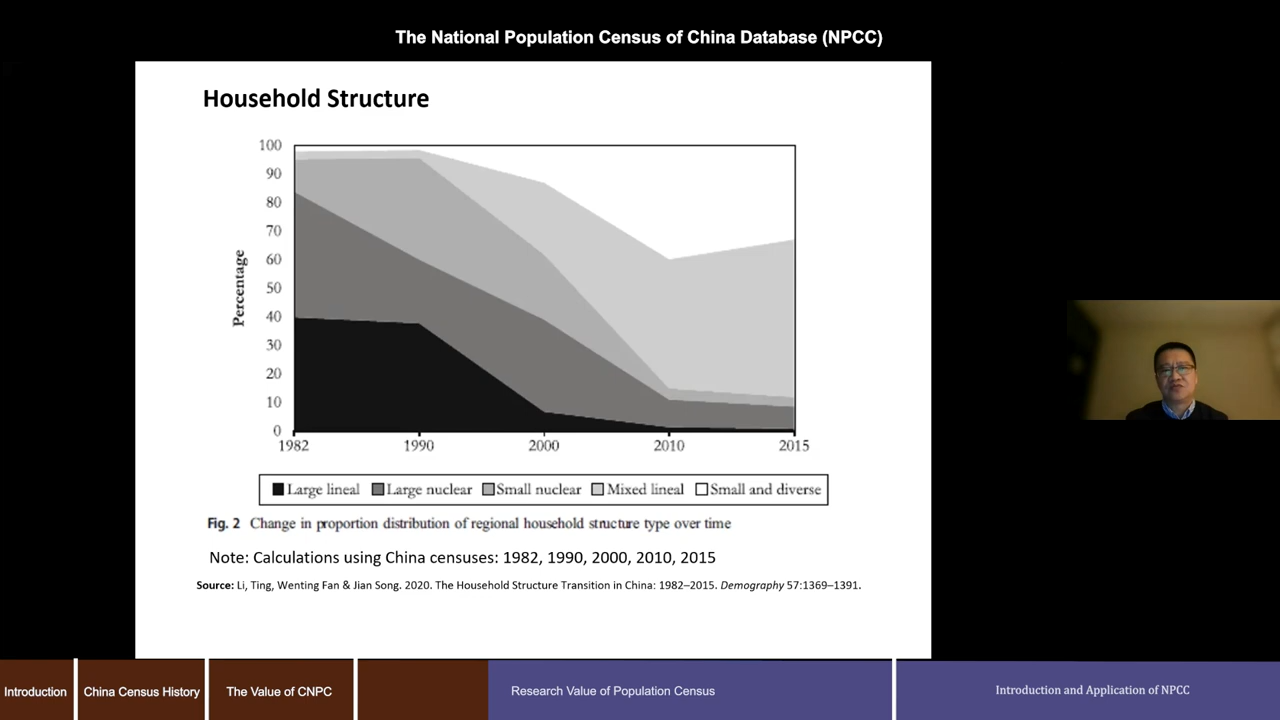 The National Population Census of China Database (NPCC)
Household Structure
100
90
80
70
60
50
40
30
20
10
0
Percentage
1982 1990 2000 2010 2015
Large lineal Large nuclear Small nuclear Mixed lineal Small and diverse
Fig. 2 Change in proportion distribution of regional household structure type over time
Note: Calculations using China censuses: 1982, 1990, 2000, 2010, 2015
Source: Li, Ting, Wenting Fan & Jian Song. 2020. The Household Structure Transition in China: 1982–2015. Demography 57:1369–1391.
Introduction China Census History The Value of CNPC Research Value of Population Census Introduction and Application of NPCC